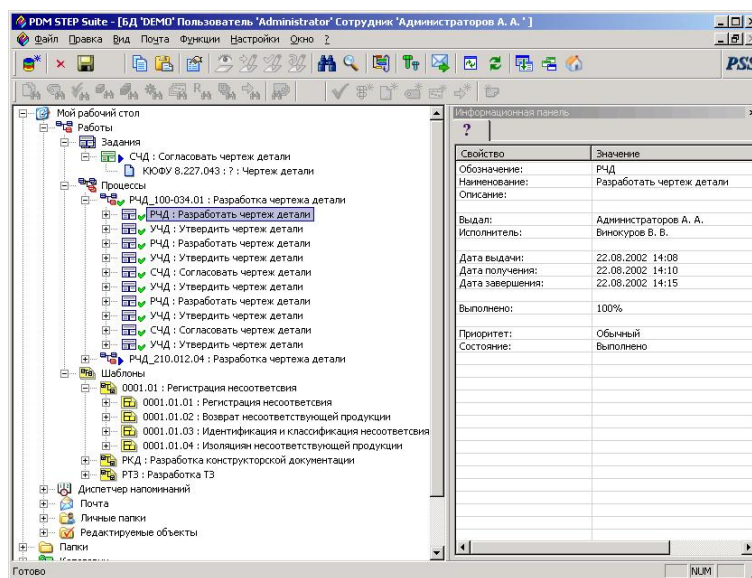 PDM STEP Suite - [БД 'DEMO' Пользователь 'Administrator' Сотрудник 'Администраторов А. А. ' ]
Файл Правка Вид Почта Функции Настройки Окно ?
PSS
Мой рабочий стол
Работы
Задания
СЧД : Согласовать чертеж детали
КЮФУ 8.227.043 : ? : Чертеж детали
Процессы
РЧД_100-034.01 : Разработка чертежа детали
РЧД : Разработать чертеж детали
УЧД : Утвердить чертеж детали
РЧД : Разработать чертеж детали
УЧД : Утвердить чертеж детали
СЧД : Согласовать чертеж детали
УЧД : Утвердить чертеж детали
РЧД : Разработать чертеж детали
УЧД : Утвердить чертеж детали
СЧД : Согласовать чертеж детали
УЧД : Утвердить чертеж детали
РЧД_210.012.04 : Разработка чертежа детали
Шаблоны
0001.01 : Регистрация несоответсвия
0001.01.01 : Регистрация несоответсвия
0001.01.02 : Возврат несоответствующей продукции
0001.01.03 : Идентификация и классификация несоответсвия
0001.01.04 : Изоляциян несоответствующей продукции
РКД : Разработка конструкторской документации
РТЗ : Разработка ТЗ
Диспетчер напоминаний
Почта
Личные папки
Редактируемые объекты
Папки
Информационная панель
?
Свойство Значение
Обозначение: РЧД
Наименование: Разработать чертеж детали
Описание:
Выдал: Администраторов А. А.
Исполнитель: Винокуров В. В.
Дата выдачи: 22.08.2002 14:08
Дата получения: 22.08.2002 14:10
Дата завершения: 22.08.2002 14:15
Выполнено: 100%
Приоритет: Обычный
Состояние: Выполнено
Готово
NUM